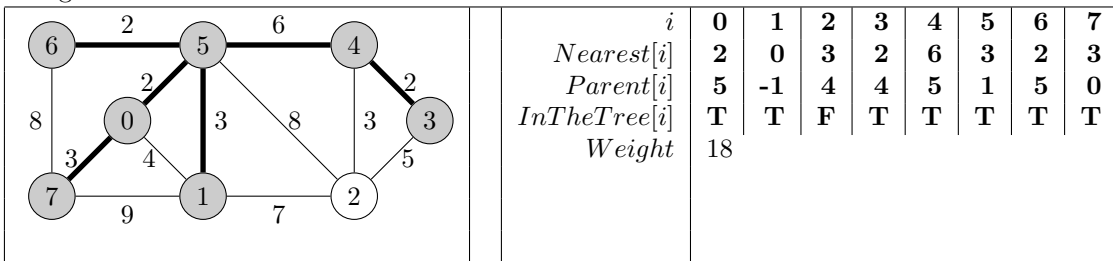 2 6
6 5 4
2 2
8 0 3 8 3 3
3 4 5
7 1 2
9 7
i 0 1 2 3 4 5 6 7
Nearest[i] 2 0 3 2 6 3 2 3
Parent[i] 5 -1 4 4 5 1 5 0
InTheTree[i] T T F T T T T T
Weight 18